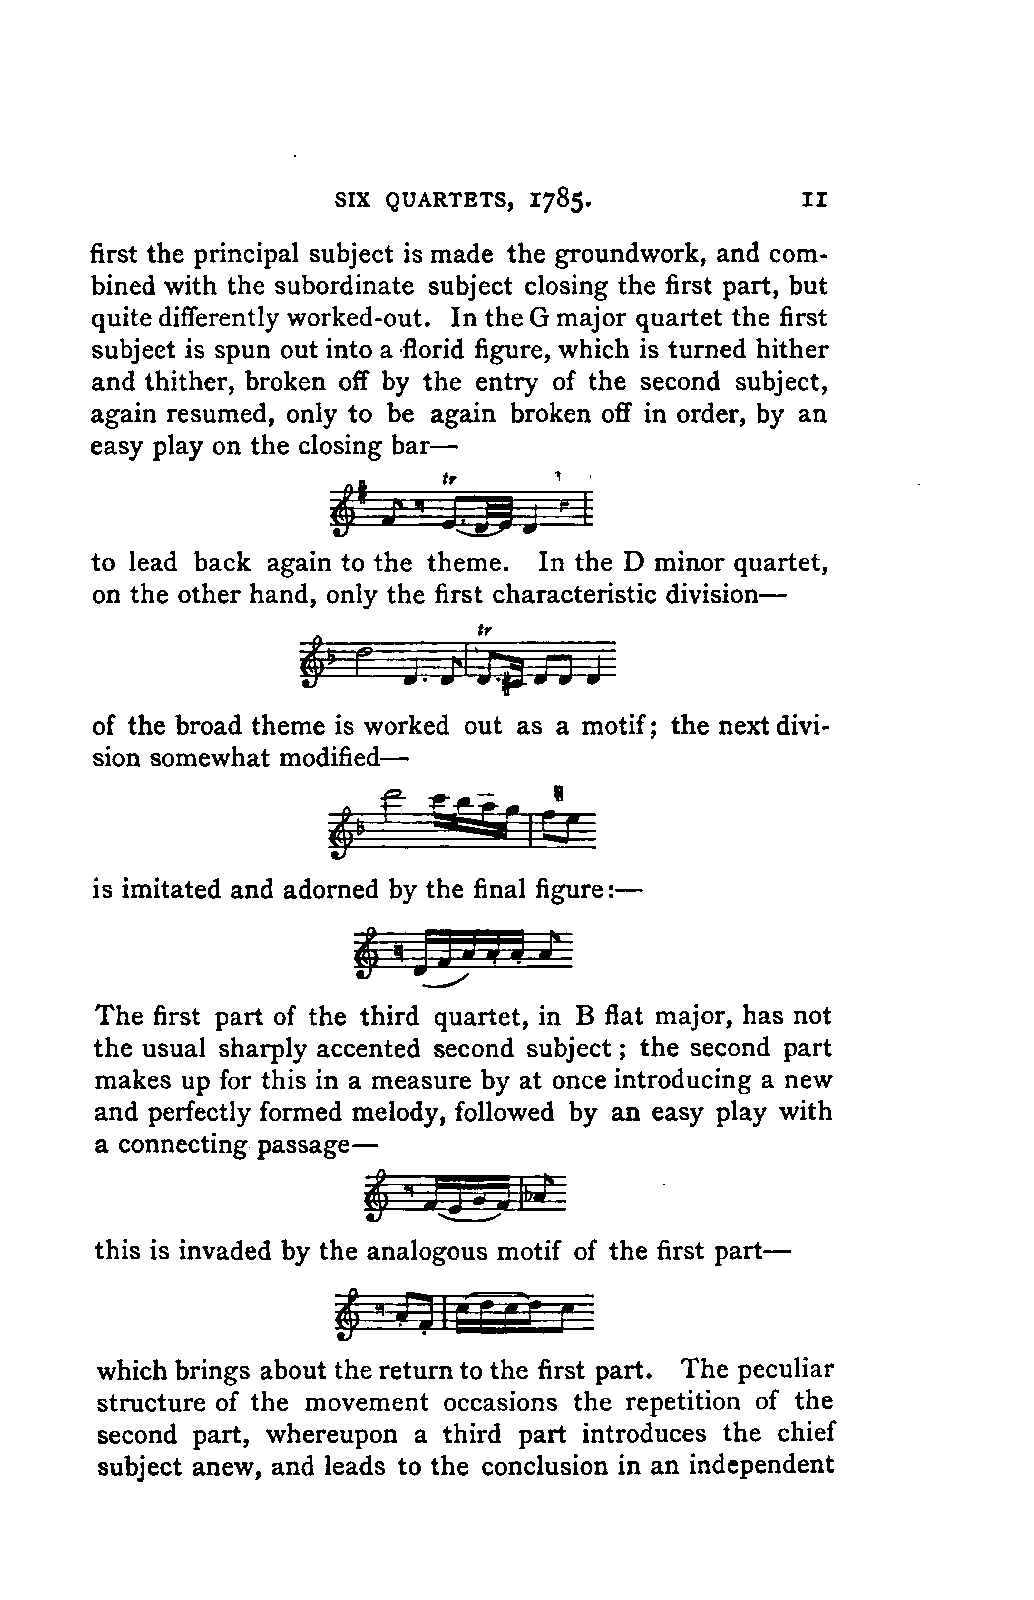 SIX QUARTETS, 1785. 11
first the principal subject is made the groundwork, and com-
bined with the subordinate subject closing the first part, but
quite differently worked-out. In the G major quartet the first
subject is spun out into a florid figure, which is turned hither
and thither, broken off by the entry of the second subject,
again resumed, only to be again broken off in order, by an
easy play on the closing bar—
tr
to lead back again to the theme. In the D minor quartet,
on the other hand, only the first characteristic division—
tr
of the broad theme is worked out as a motif; the next divi-
sion somewhat modified—
is imitated and adorned by the final figure:—
The first part of the third quartet, in B flat major, has not
the usual sharply accented second subject; the second part
makes up for this in a measure by at once introducing a new
and perfectly formed melody, followed by an easy play with
a connecting passage—
this is invaded by the analogous motif of the first part—
which brings about the return to the first part. The peculiar
structure of the movement occasions the repetition of the
second part, whereupon a third part introduces the chief
subject anew, and leads to the conclusion in an independent